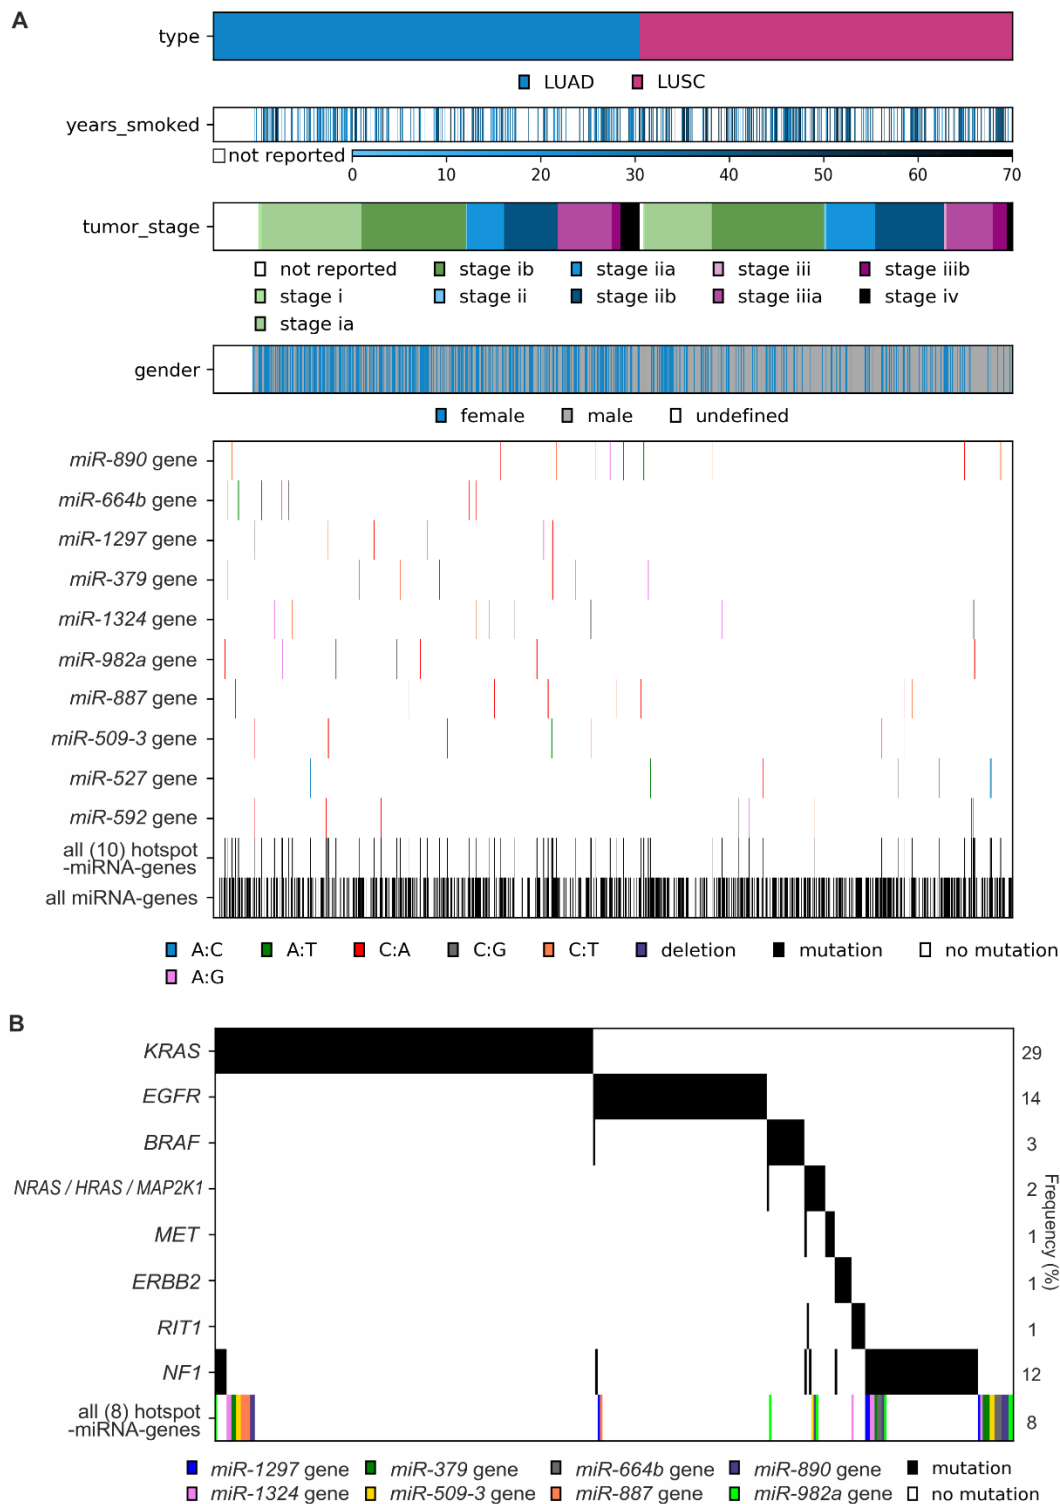 A
type
LUAD LUSC
years_smoked
not reported
0 10 20 30 40 50 60 70
tumor_stage
not reported stage ib stage iia stage iii stage iiib
stage i stage ii stage iib stage iiia stage iv
stage ia
gender
female male undefined
miR-890 gene
miR-664b gene
miR-1297 gene
miR-379 gene
miR-1324 gene
miR-982a gene
miR-887 gene
miR-509-3 gene
miR-527 gene
miR-592 gene
all (10) hotspot
-miRNA-genes
all miRNA-genes
A:C A:T C:A C:G C:T deletion mutation no mutation
A:G
B
KRAS 29
EGFR 14
BRAF 3
NRAS / HRAS / MAP2K1 2
MET 1
ERBB2 1
RIT1 1
NF1 12
all (8) hotspot
-miRNA-genes 8
Frequency (%)
miR-1297 gene miR-379 gene miR-664b gene miR-890 gene mutation
miR-1324 gene miR-509-3 gene miR-887 gene miR-982a gene no mutation